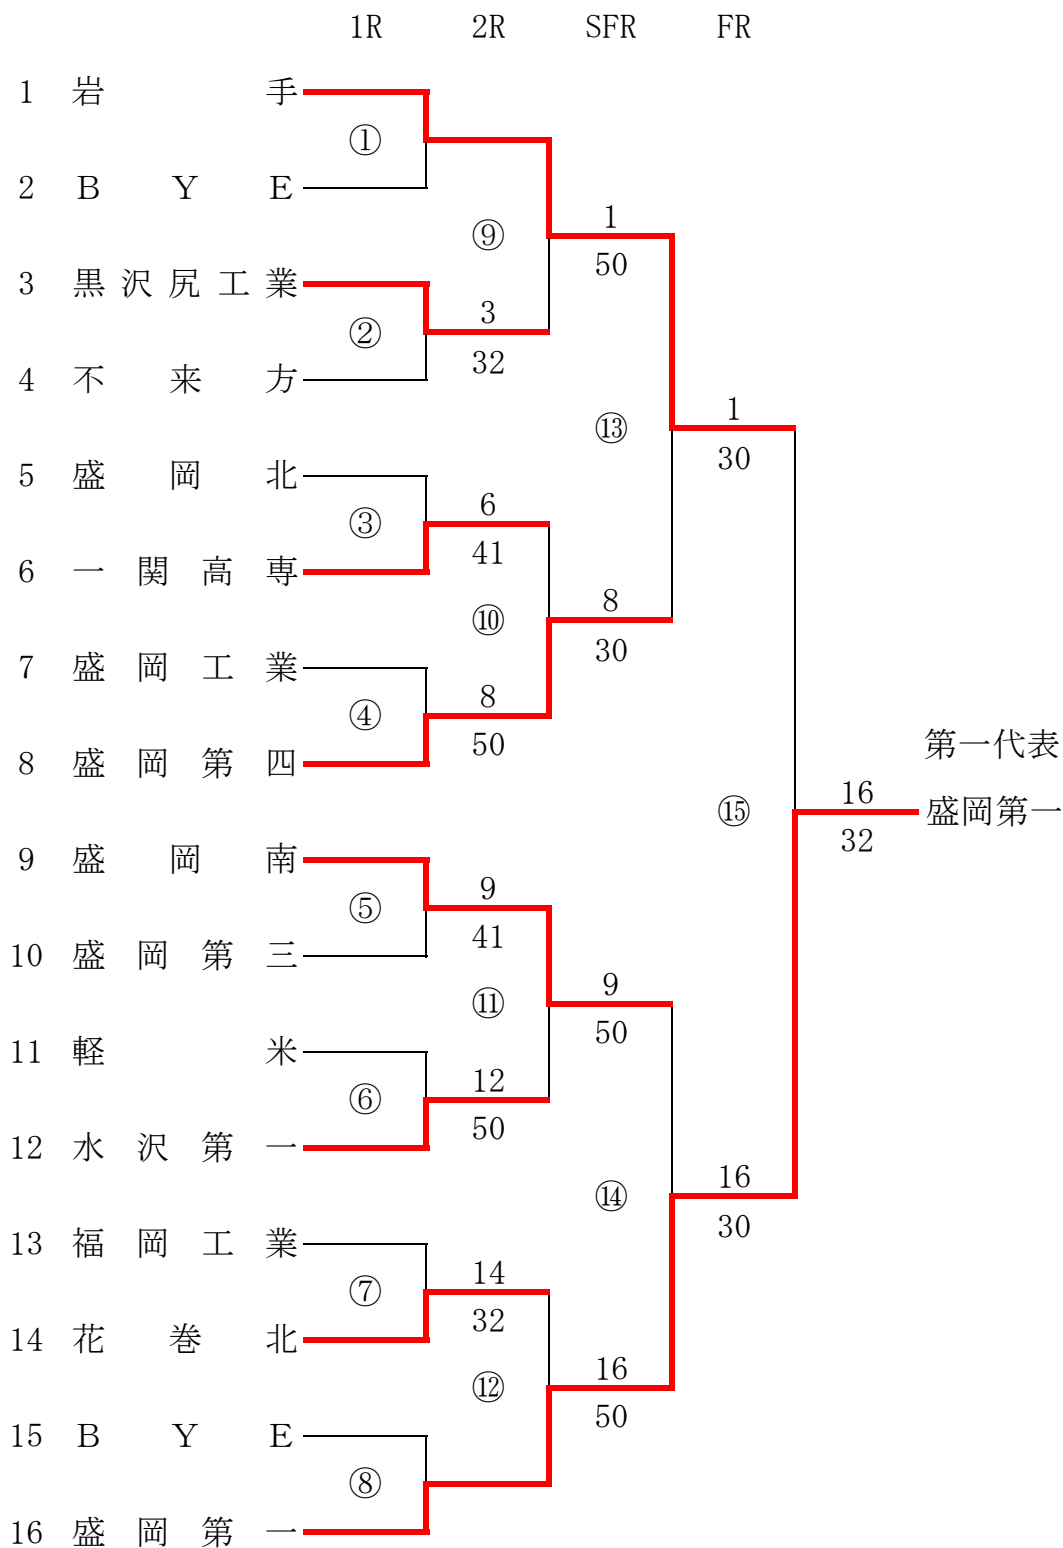 1R 2R SFR FR
1 岩手
①
2 ＢＹＥ
⑨
1
50
3 黒沢尻工業
②
3
32
4 不来方
⑬
1
30
5 盛岡北
③
6
41
6 一関高専
⑩
8
30
7 盛岡工業
④
8
50
8 盛岡第四
第一代表
⑮
16
32
盛岡第一
9 盛岡南
⑤
9
41
10 盛岡第三
⑪
9
50
11 軽米
⑥
12
50
12 水沢第一
⑭
16
30
13 福岡工業
⑦
14
32
14 花巻北
⑫
16
50
15 ＢＹＥ
⑧
16 盛岡第一